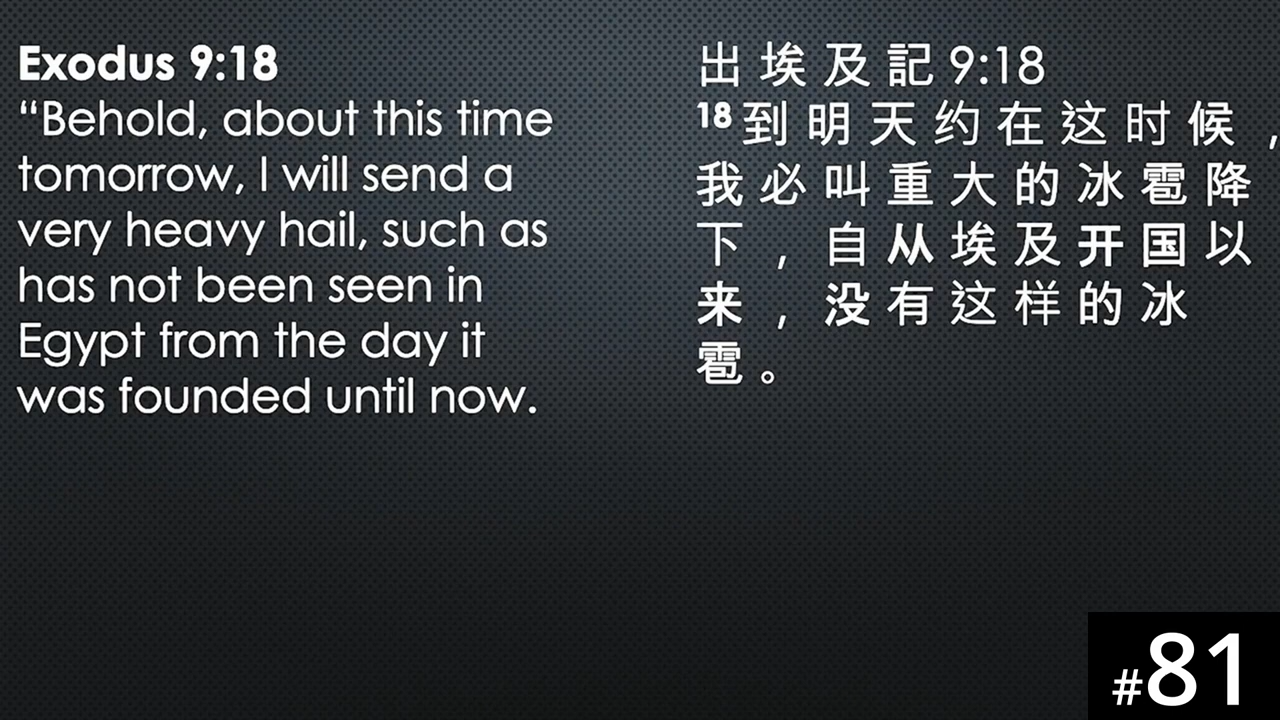 Exodus 9:18
“Behold, about this time
tomorrow, I will send a
very heavy hail, such as
has not been seen in
Egypt from the day it
was founded until now.
出埃及記 9:18
18到明天约在这时候，
我必叫重大的冰雹降
下，自从埃及开国以
来，没有这样的冰
雹。
#81